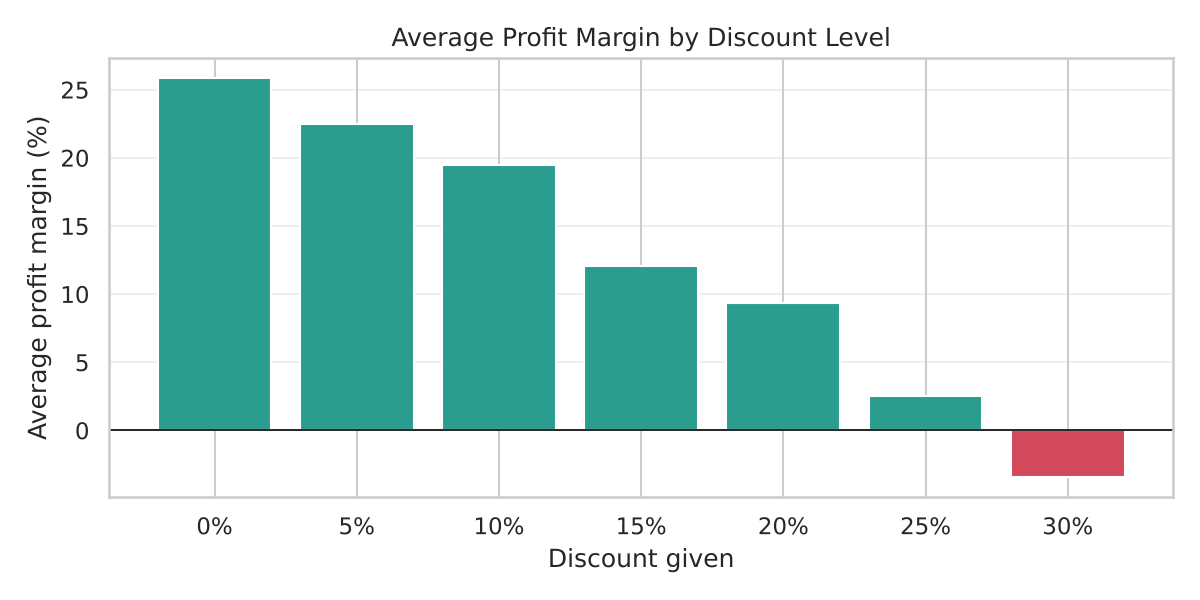 Average Profit Margin by Discount Level
Average profit margin (%)
25
20
15
10
5
0
0% 5% 10% 15% 20% 25% 30%
Discount given